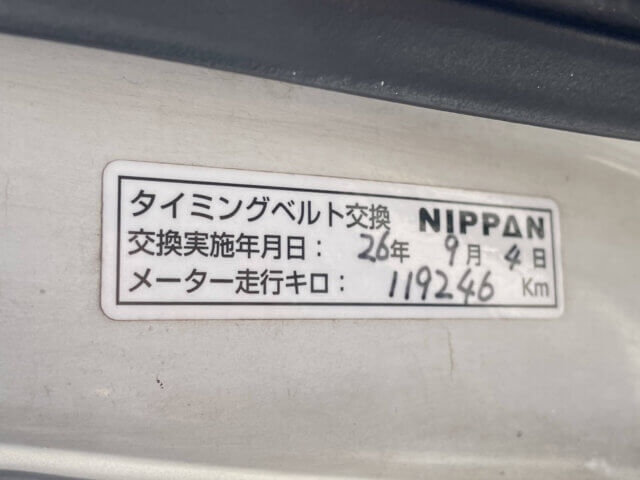 タイミングベルト交換 NIPPAN
交換実施年月日： 26年 9月 4日
メーター走行キロ： 119246 Km